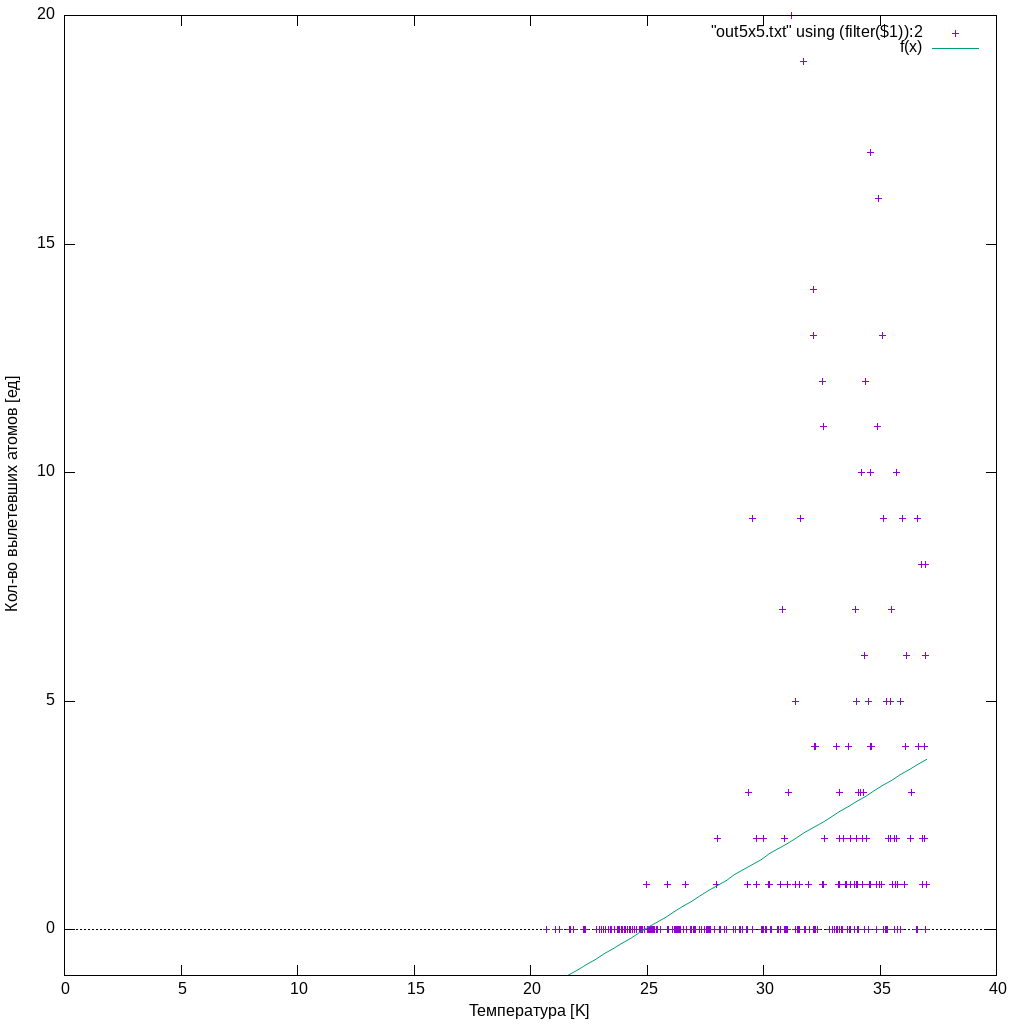 "out5x5.txt" using (filter($1)):2
f(x)
20
15
10
5
0
0 5 10 15 20 25 30 35 40
Кол-во вылетевших атомов [ед]
Температура [K]